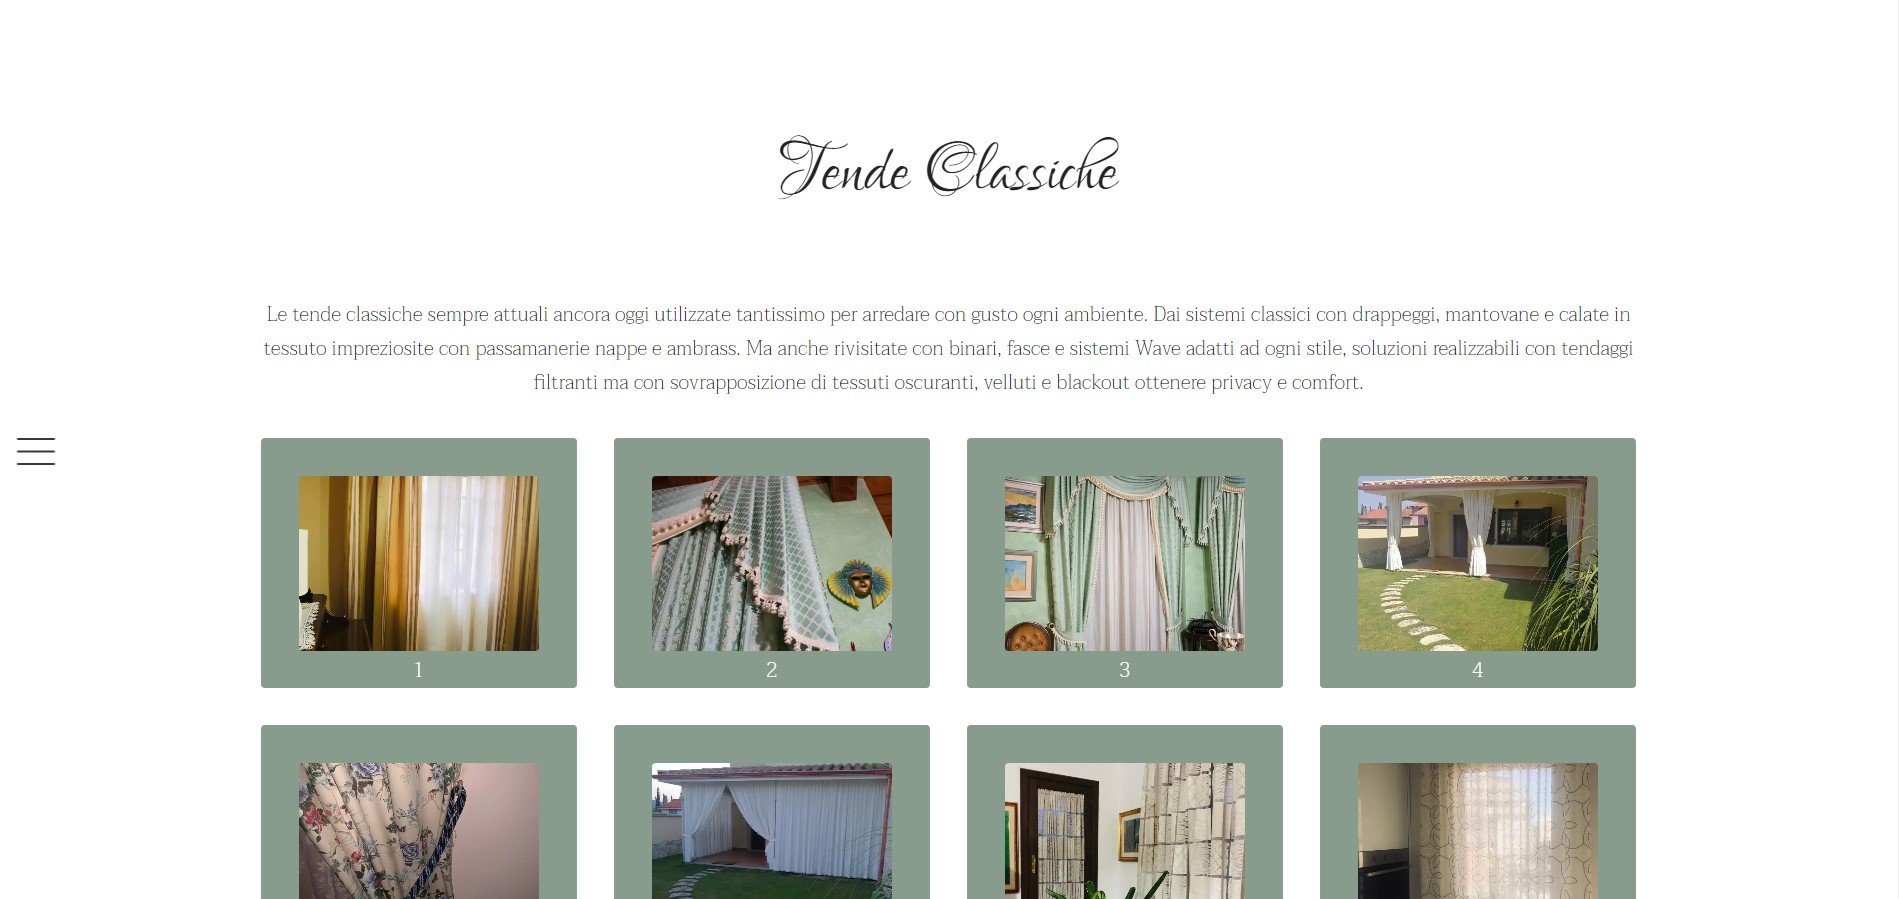 Tende Classiche
Le tende classiche sempre attuali ancora oggi utilizzate tantissimo per arredare con gusto ogni ambiente. Dai sistemi classici con drappeggi, mantovane e calate in
tessuto impreziosite con passamanerie nappe e ambrass. Ma anche rivisitate con binari, fasce e sistemi Wave adatti ad ogni stile, soluzioni realizzabili con tendaggi
filtranti ma con sovrapposizione di tessuti oscuranti, velluti e blackout ottenere privacy e comfort.
1
2
3
4